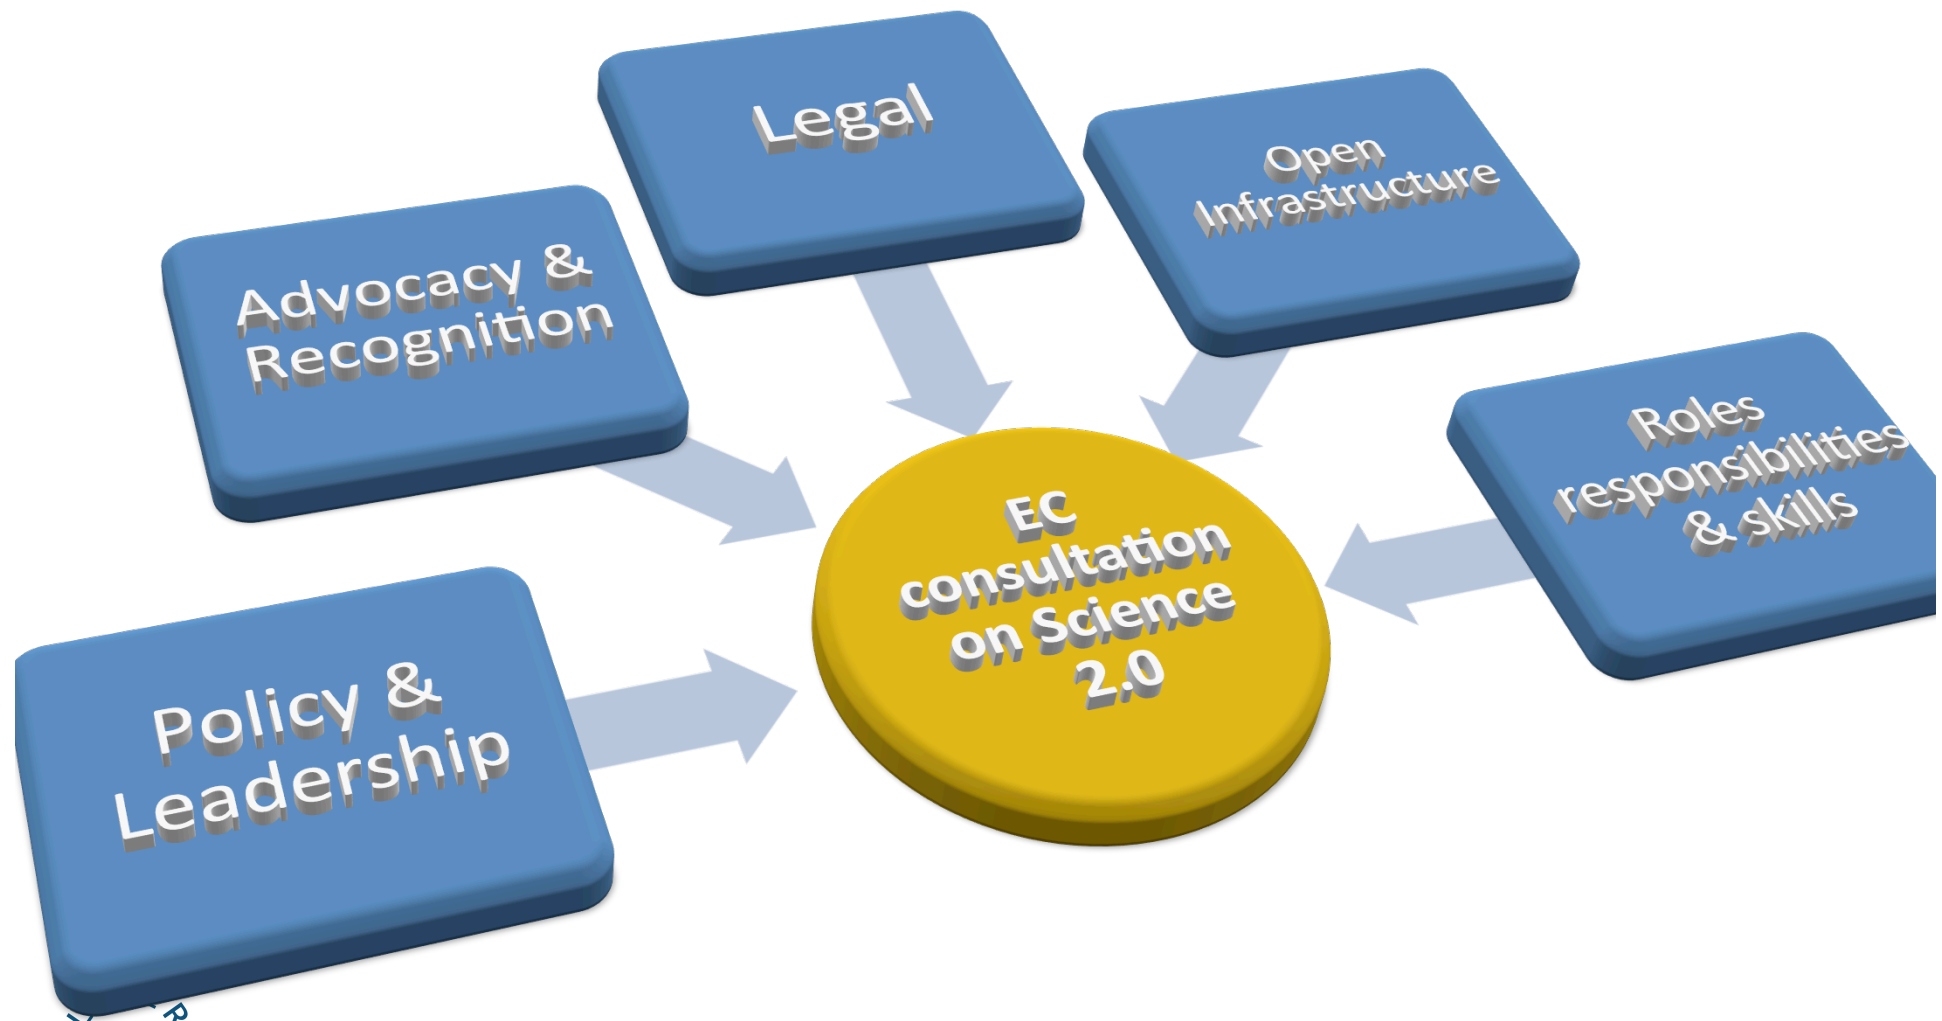 Legal
Open
Infrastructure
Advocacy &
Recognition
Roles
responsibilities
& skills
EC
consultation
on Science
2.0
Policy &
Leadership